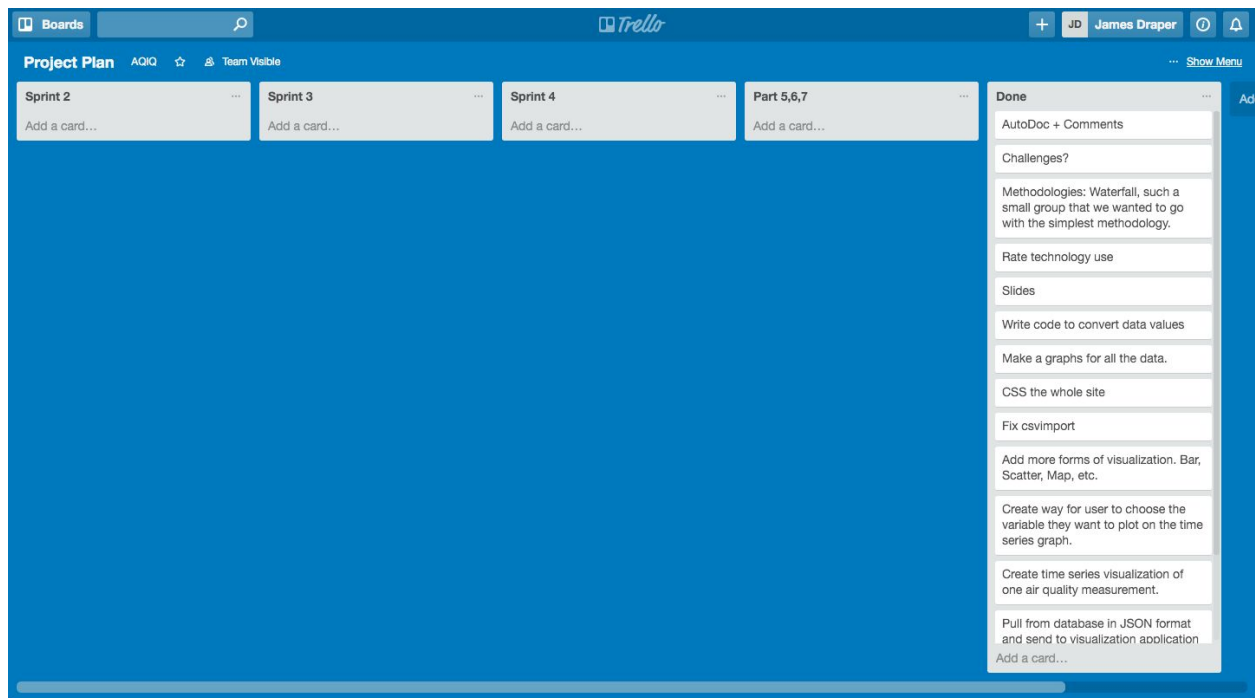 Boards
Trello
JD James Draper
Project Plan AQIQ Team Visible
... Show Menu
Sprint 2 ...
Add a card...
Sprint 3 ...
Add a card...
Sprint 4 ...
Add a card...
Part 5,6,7 ...
Add a card...
Done ...
AutoDoc + Comments
Challenges?
Methodologies: Waterfall, such a
small group that we wanted to go
with the simplest methodology.
Rate technology use
Slides
Write code to convert data values
Make a graphs for all the data.
CSS the whole site
Fix csvimport
Add more forms of visualization. Bar,
Scatter, Map, etc.
Create way for user to choose the
variable they want to plot on the time
series graph.
Create time series visualization of
one air quality measurement.
Pull from database in JSON format
and send to visualization application
Add a card...
Ad